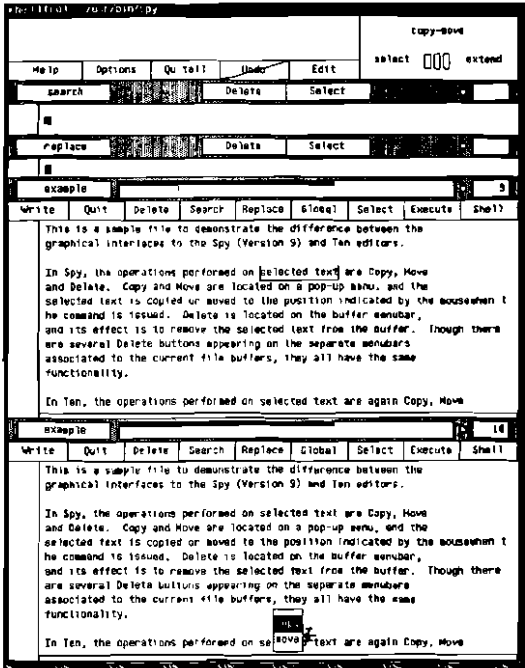 /usr/bin/spy
copy-move
select extend
Help Options Quitall Undo Edit
search Delete Select
replace Delete Select
example 9
Write Quit Delete Search Replace Global Select Execute Shell
This is a sample file to demonstrate the difference between the
graphical interfaces to the Spy (Version 9) and Ten editors.
In Spy, the operations performed on selected text are Copy, Move
and Delete. Copy and Move are located on a pop-up menu, and the
selected text is copied or moved to the position indicated by the mousewhen t
he command is issued. Delete is located on the buffer menubar,
and its effect is to remove the selected text from the buffer. Though there
are several Delete buttons appearing on the separate menubars
associated to the current file buffers, they all have the same
functionality.
In Ten, the operations performed on selected text are again Copy, Move
example 10
Write Quit Delete Search Replace Global Select Execute Shell
This is a sample file to demonstrate the difference between the
graphical interfaces to the Spy (Version 9) and Ten editors.
In Spy, the operations performed on selected text are Copy, Move
and Delete. Copy and Move are located on a pop-up menu, and the
selected text is copied or moved to the position indicated by the mousewhen t
he command is issued. Delete is located on the buffer menubar,
and its effect is to remove the selected text from the buffer. Though there
are several Delete buttons appearing on the separate menubars
associated to the current file buffers, they all have the same
functionality.
move
In Ten, the operations performed on se text are again Copy, Move